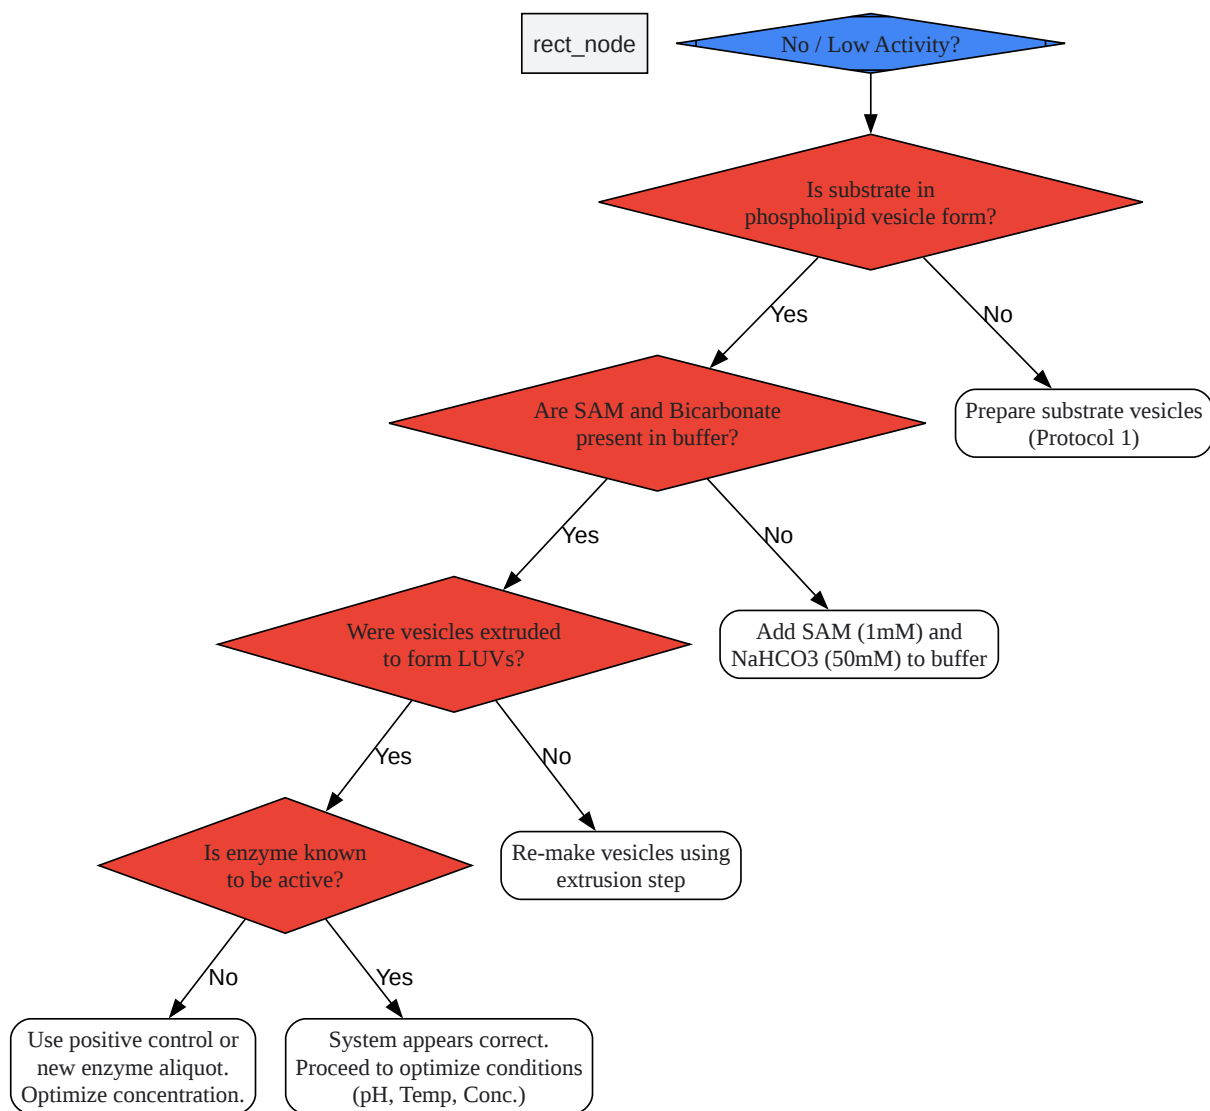 rect_node
No / Low Activity?
Is substrate in
phospholipid vesicle form?
Yes
No
Are SAM and Bicarbonate
present in buffer?
Prepare substrate vesicles
(Protocol 1)
Yes
No
Were vesicles extruded
to form LUVs?
Add SAM (1mM) and
NaHCO3 (50mM) to buffer
Yes
No
Is enzyme known
to be active?
Re-make vesicles using
extrusion step
No
Yes
Use positive control or
new enzyme aliquot.
Optimize concentration.
System appears correct.
Proceed to optimize conditions
(pH, Temp, Conc.)